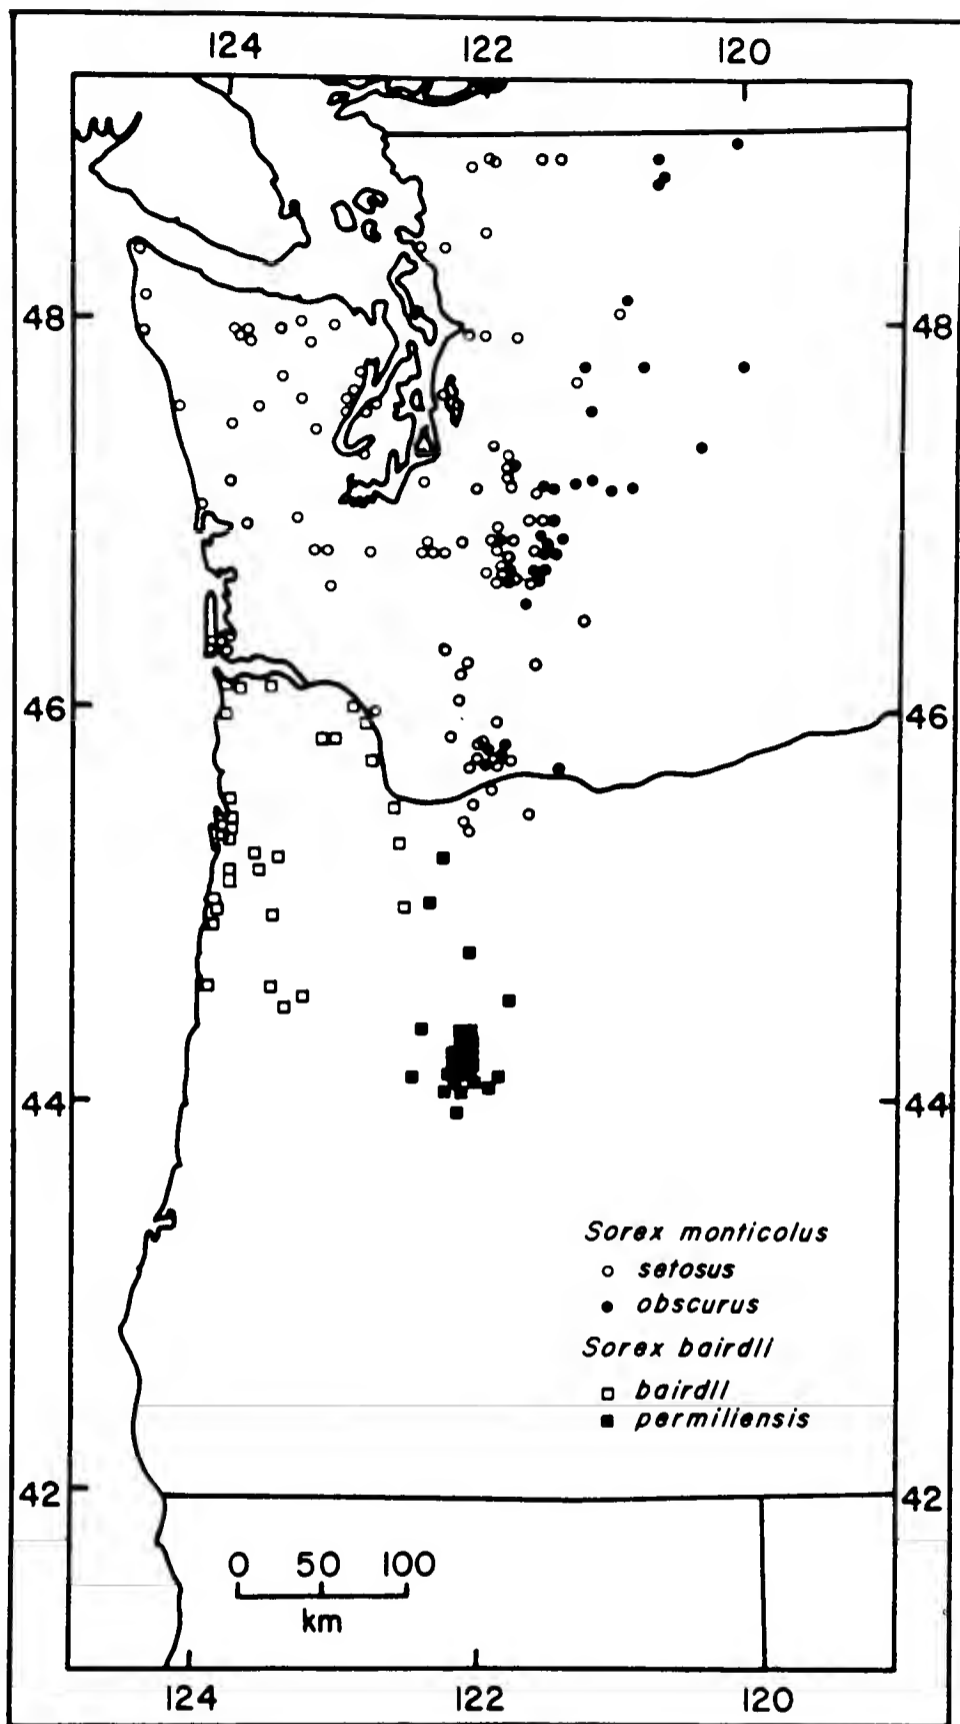 124 122 120
48 48
46 46
44 44
Sorex monticolus
setosus
obscurus
Sorex bairdii
bairdii
permiliensis
42 42
0 50 100
km
124 122 120